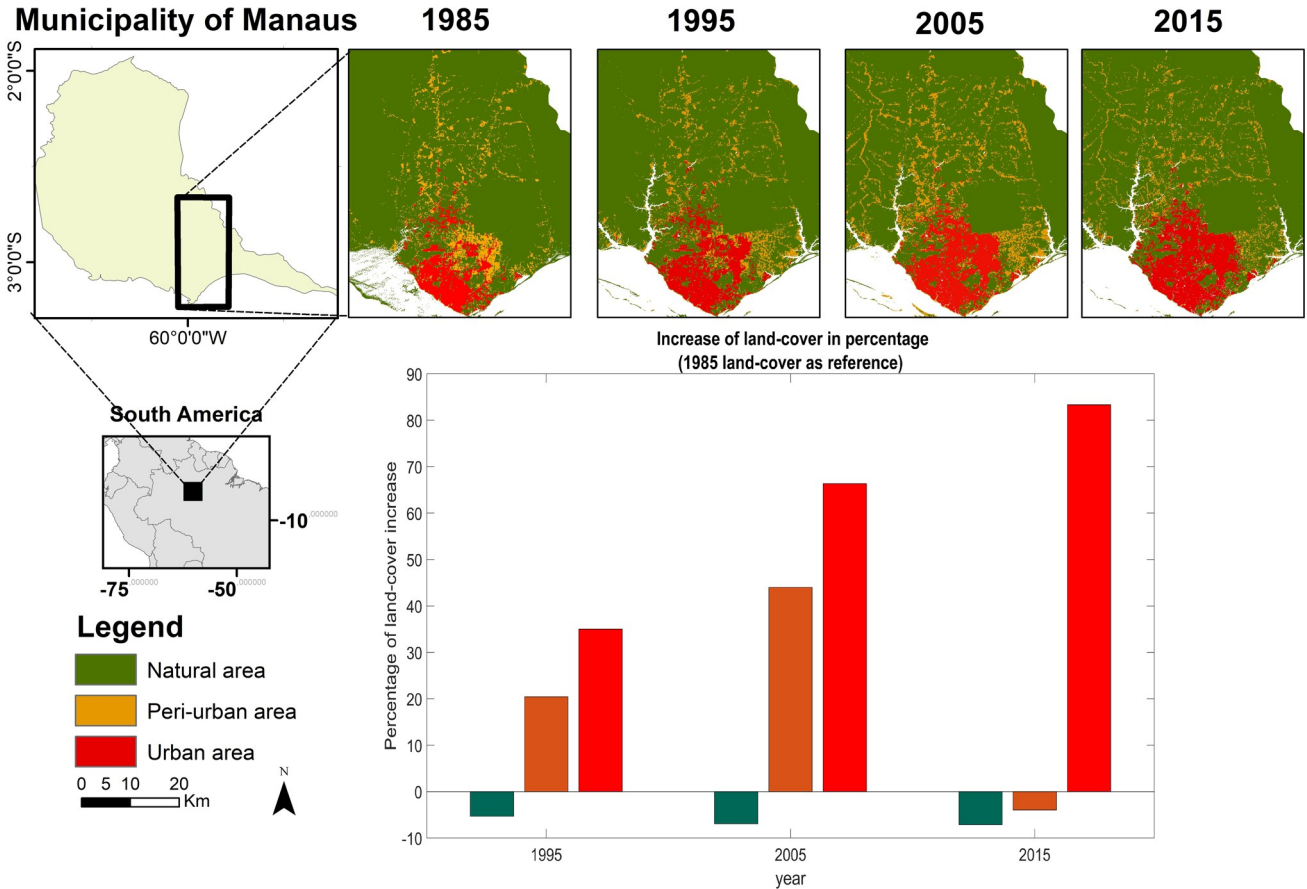 Municipality of Manaus
1985
1995
2005
2015
2°0'0"S
3°0'0"S
60°0'0"W
South America
-10,000000
-75,000000
-50,000000
Legend
Natural area
Peri-urban area
Urban area
0 5 10 20
Km
N
Increase of land-cover in percentage
(1985 land-cover as reference)
Percentage of land-cover increase
90
80
70
60
50
40
30
20
10
0
-10
1995
2005
2015
year